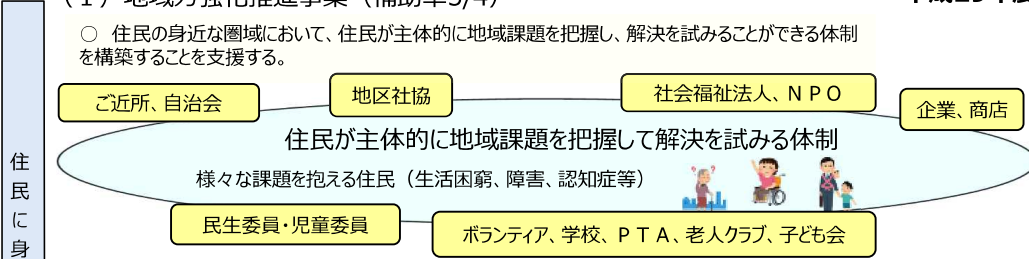 （１）地域力強化推進事業（補助率3/4）
○ 住民の身近な圏域において、住民が主体的に地域課題を把握し、解決を試みることができる体制
を構築することを支援する。
ご近所、自治会
地区社協
社会福祉法人、ＮＰＯ
企業、商店
住民が主体的に地域課題を把握して解決を試みる体制
様々な課題を抱える住民（生活困窮、障害、認知症等）
民生委員・児童委員
ボランティア、学校、ＰＴＡ、老人クラブ、子ども会
住
民
に
身